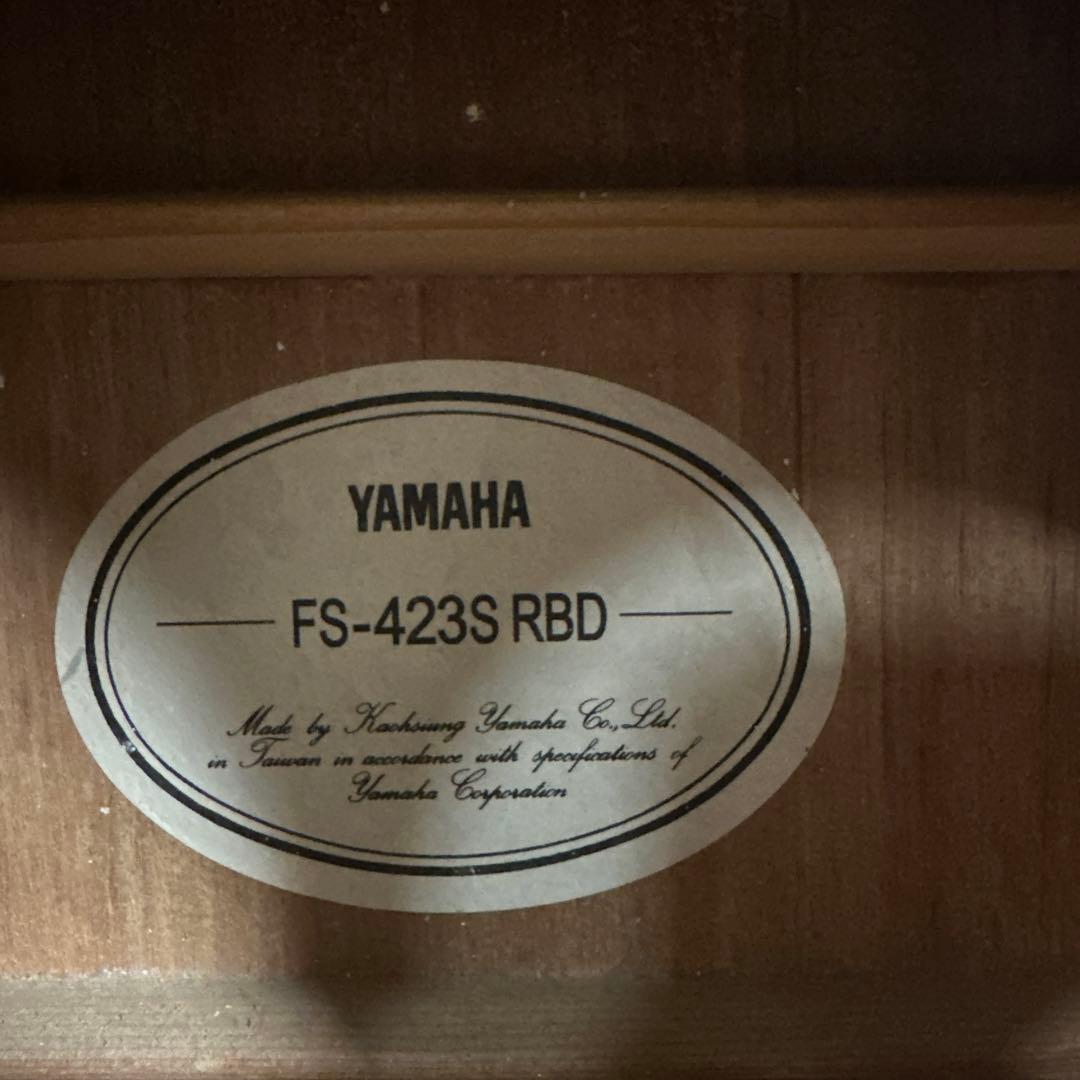 YAMAHA
FS-423S RBD
Made by Kaohsiung Yamaha Co., Ltd.
in Taiwan in accordance with specifications of
Yamaha Corporation